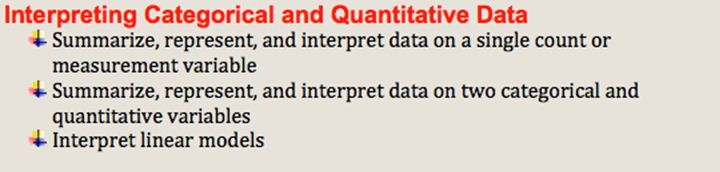 Interpreting Categorical and Quantitative Data
Summarize, represent, and interpret data on a single count or
measurement variable
Summarize, represent, and interpret data on two categorical and
quantitative variables
Interpret linear models